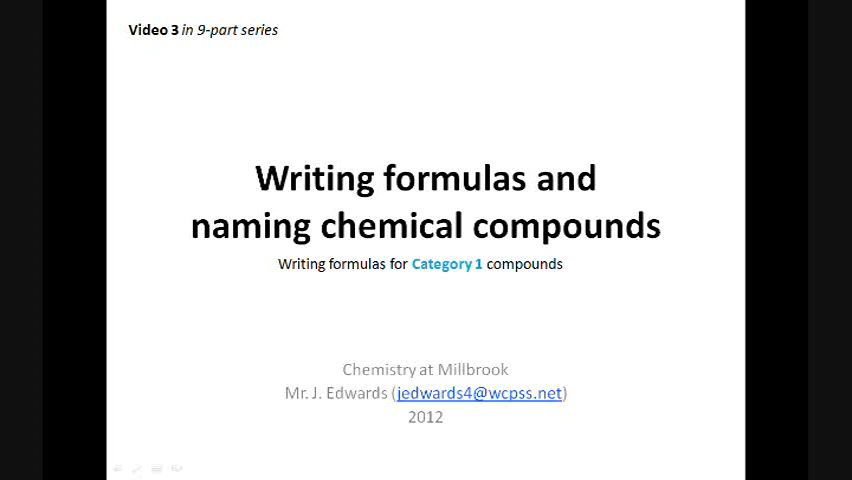 Video 3 in 9-part series
Writing formulas and
naming chemical compounds
Writing formulas for Category 1 compounds
Chemistry at Millbrook
Mr. J. Edwards (jedwards4@wcpss.net)
2012